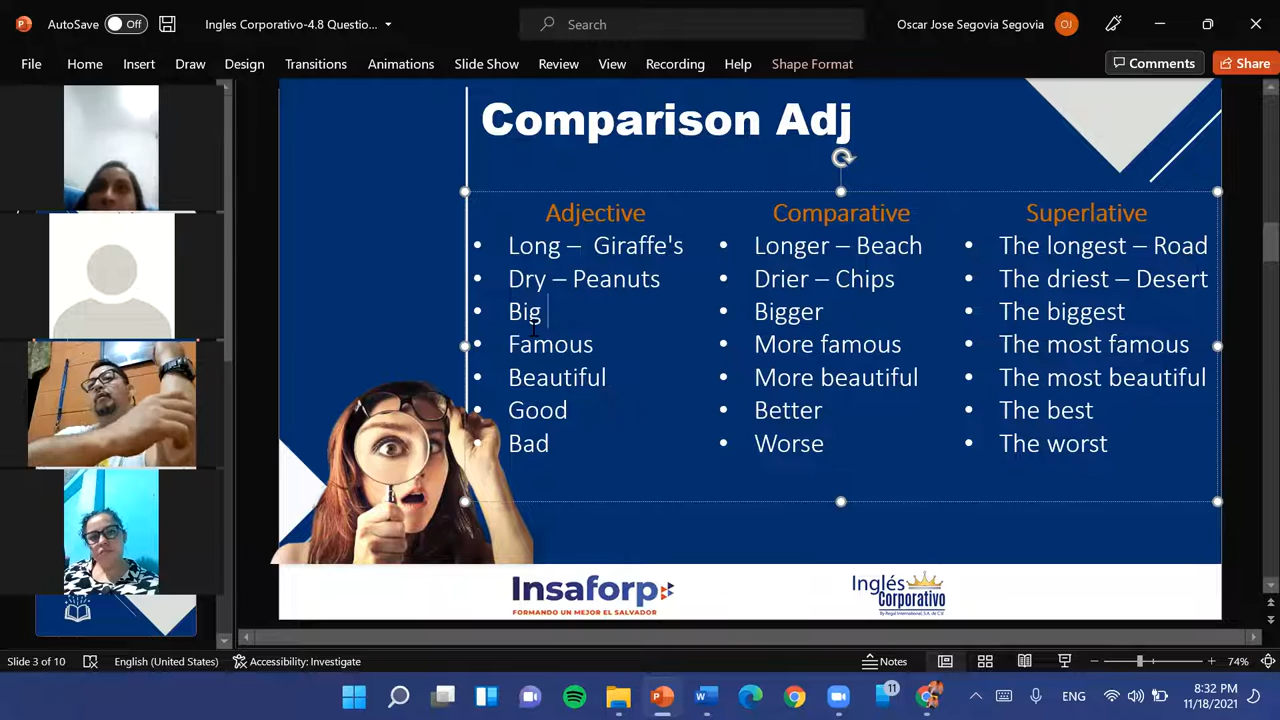 AutoSave Off Ingles Corporativo-4.8 Questio... Search Oscar Jose Segovia Segovia OJ
File Home Insert Draw Design Transitions Animations Slide Show Review View Recording Help Shape Format Comments Share
Comparison Adj
Adjective Comparative Superlative
• Long – Giraffe's • Longer – Beach • The longest – Road
• Dry – Peanuts • Drier – Chips • The driest – Desert
• Big • Bigger • The biggest
• Famous • More famous • The most famous
• Beautiful • More beautiful • The most beautiful
• Good • Better • The best
• Bad • Worse • The worst
Insaforp
FORMANDO UN MEJOR EL SALVADOR
Inglés
Corporativo
By Regal International, S.A. de C.V.
Slide 3 of 10 English (United States) Accessibility: Investigate Notes 74%
11 ENG 8:32 PM
11/18/2021